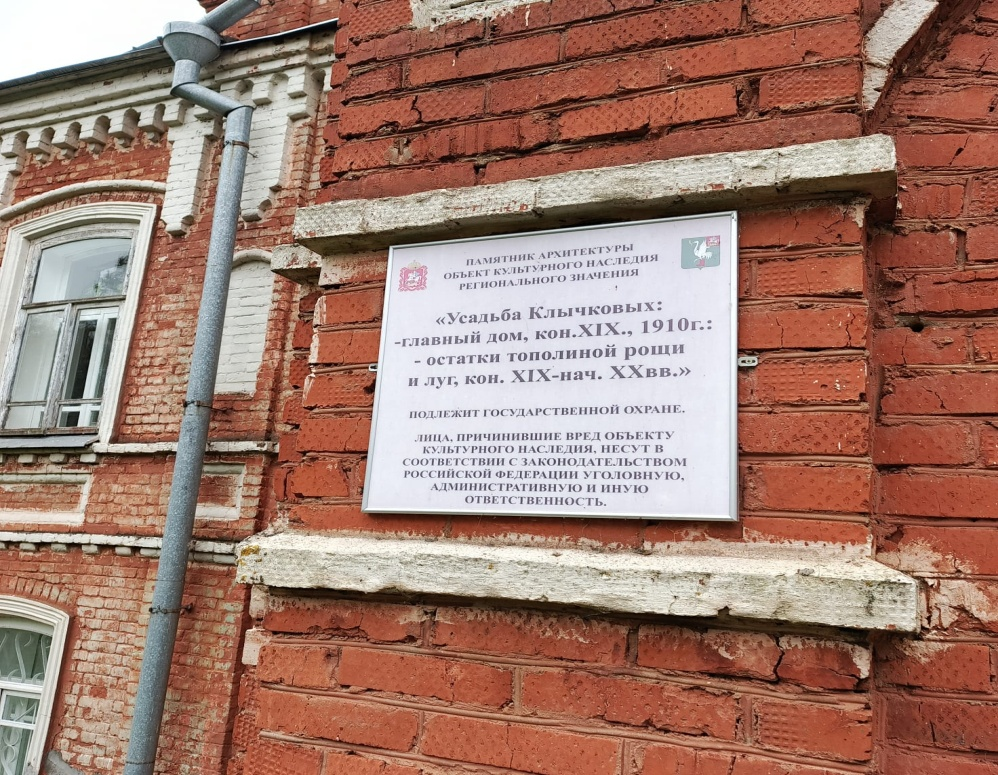 ПАМЯТНИК АРХИТЕКТУРЫ
ОБЪЕКТ КУЛЬТУРНОГО НАСЛЕДИЯ
РЕГИОНАЛЬНОГО ЗНАЧЕНИЯ
«Усадьба Клычковых:
-главный дом, кон.XIX., 1910г.:
- остатки тополиной рощи
и луг, кон. XIX-нач. XXвв.»
ПОДЛЕЖИТ ГОСУДАРСТВЕННОЙ ОХРАНЕ.
ЛИЦА, ПРИЧИНИВШИЕ ВРЕД ОБЪЕКТУ
КУЛЬТУРНОГО НАСЛЕДИЯ, НЕСУТ В
СООТВЕТСТВИИ С ЗАКОНОДАТЕЛЬСТВОМ
РОССИЙСКОЙ ФЕДЕРАЦИИ УГОЛОВНУЮ,
АДМИНИСТРАТИВНУЮ И ИНУЮ
ОТВЕТСТВЕННОСТЬ.